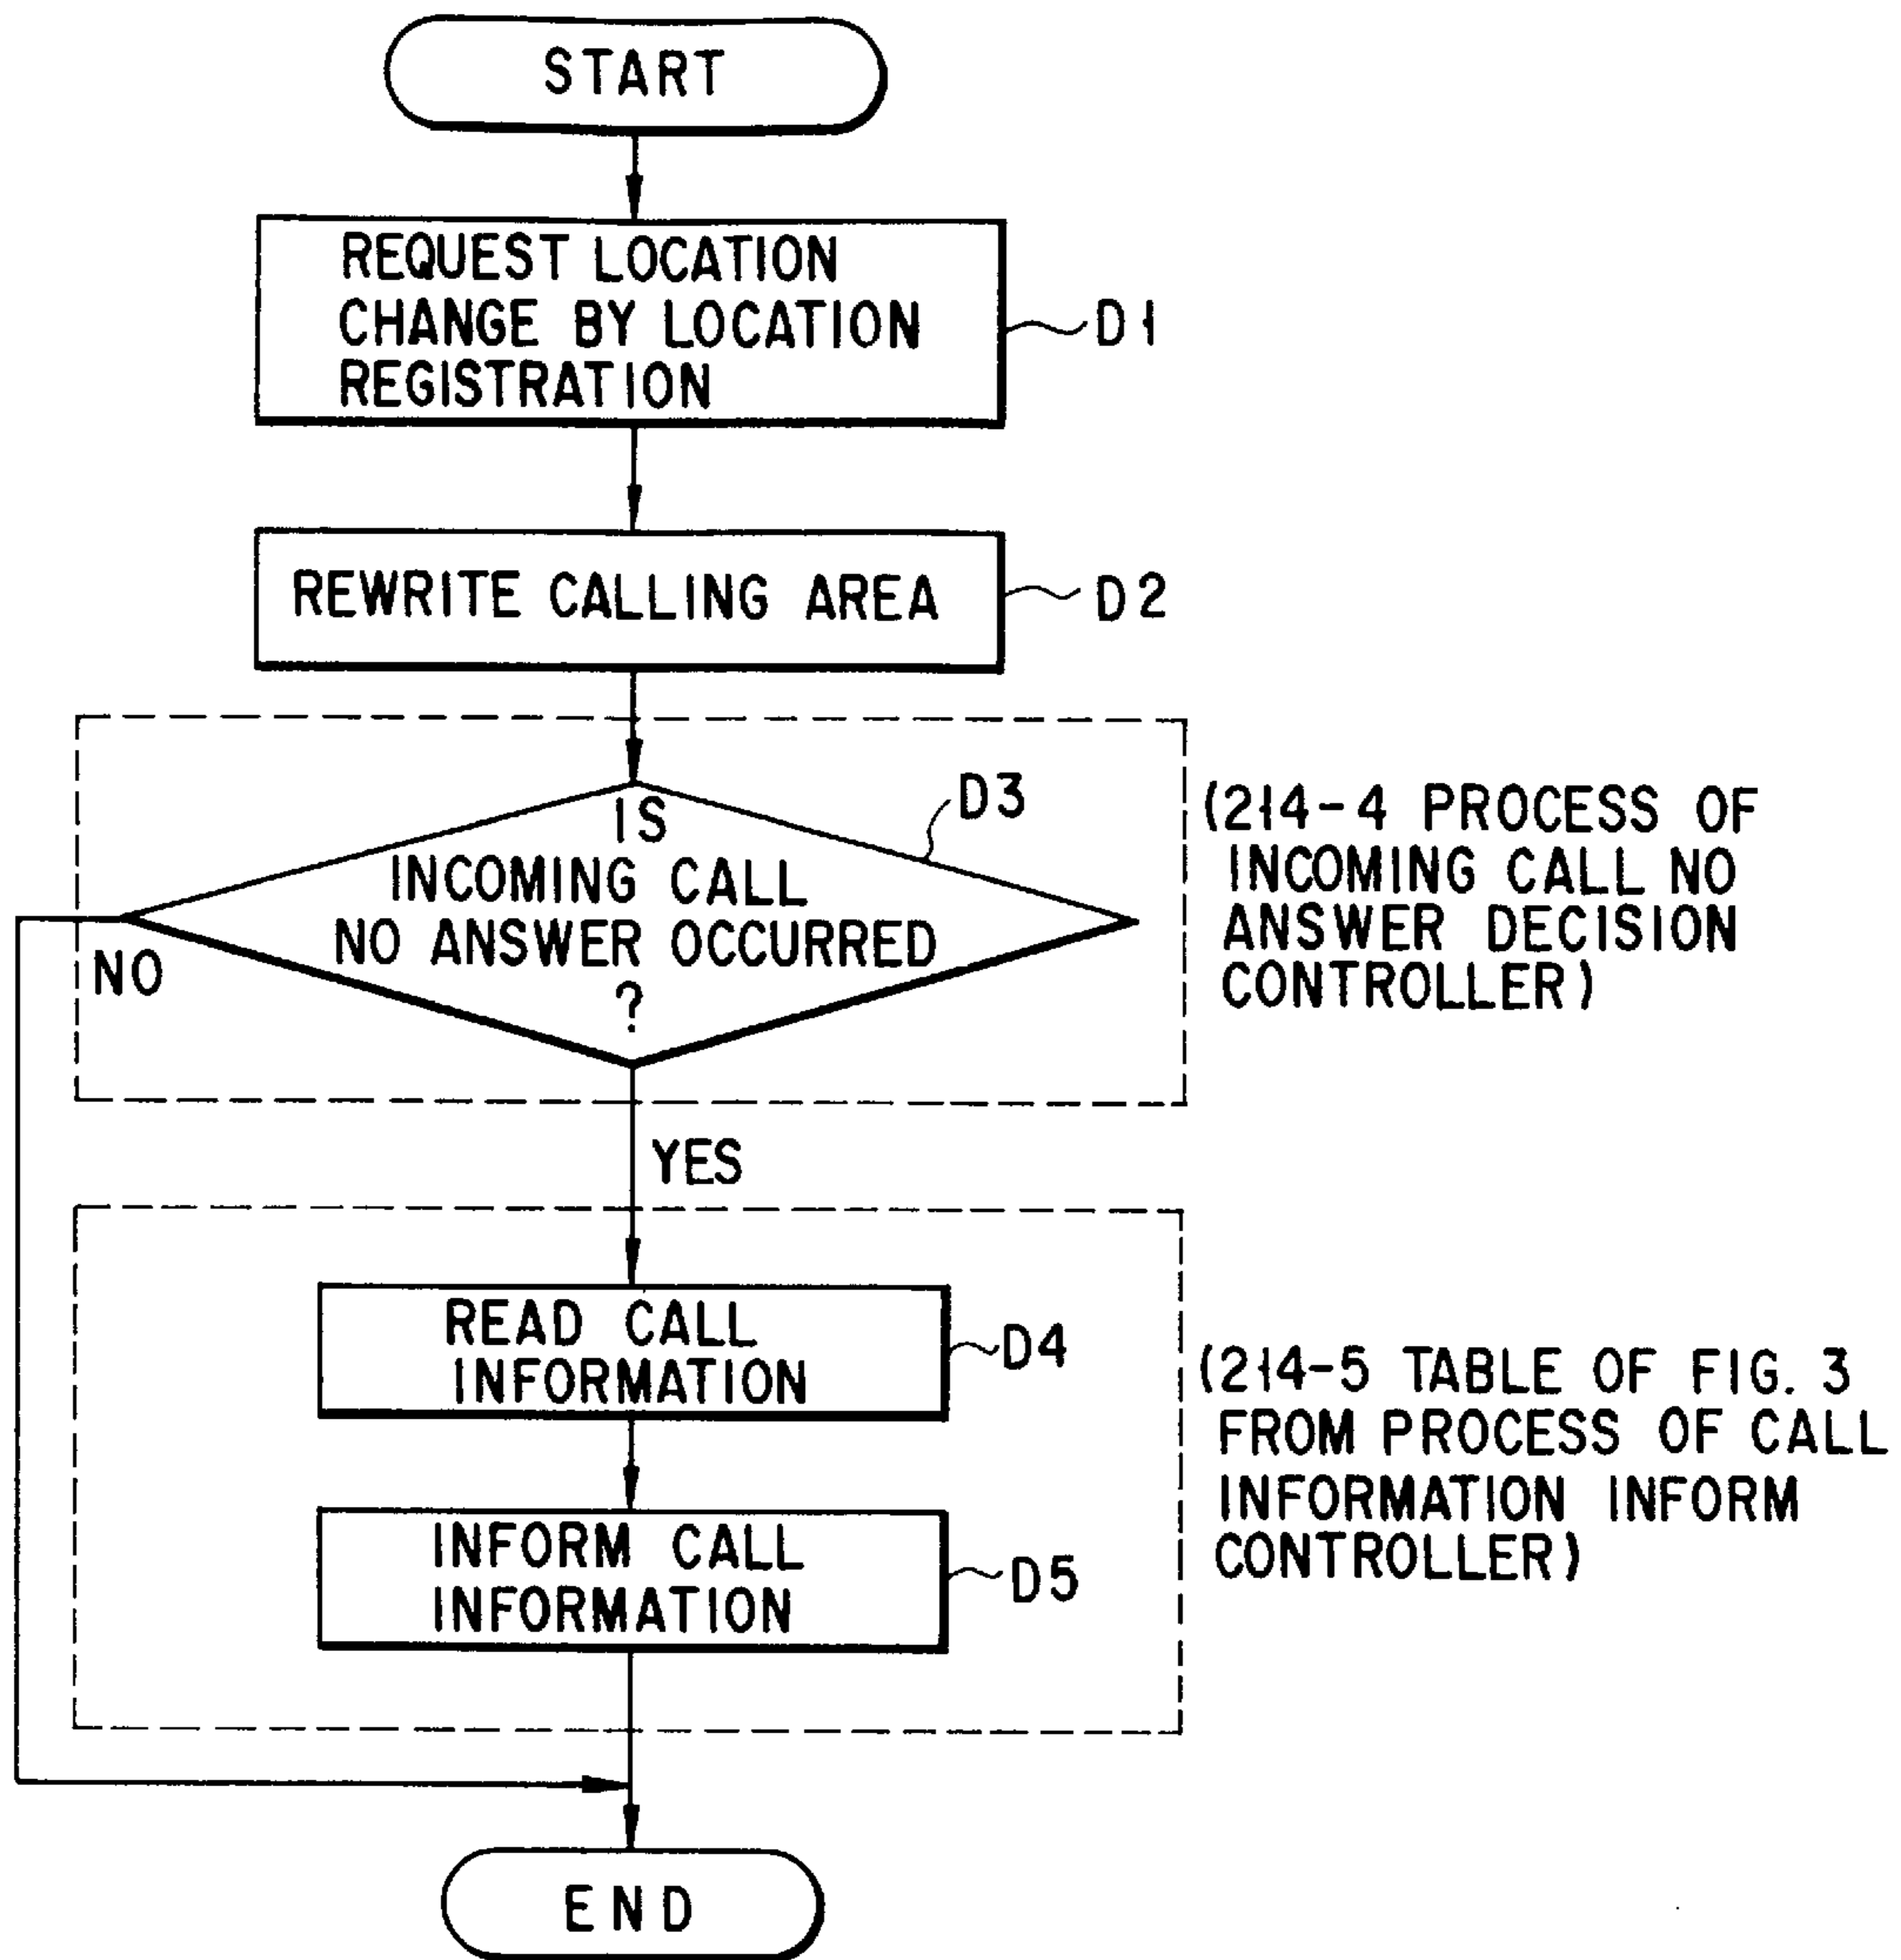 START
REQUEST LOCATION
CHANGE BY LOCATION
REGISTRATION
D1
REWRITE CALLING AREA
D2
D3
IS
INCOMING CALL
NO ANSWER OCCURRED
?
NO
(214-4 PROCESS OF
INCOMING CALL NO
ANSWER DECISION
CONTROLLER)
YES
READ CALL
INFORMATION
D4
INFORM CALL
INFORMATION
D5
(214-5 TABLE OF FIG. 3
FROM PROCESS OF CALL
INFORMATION INFORM
CONTROLLER)
END